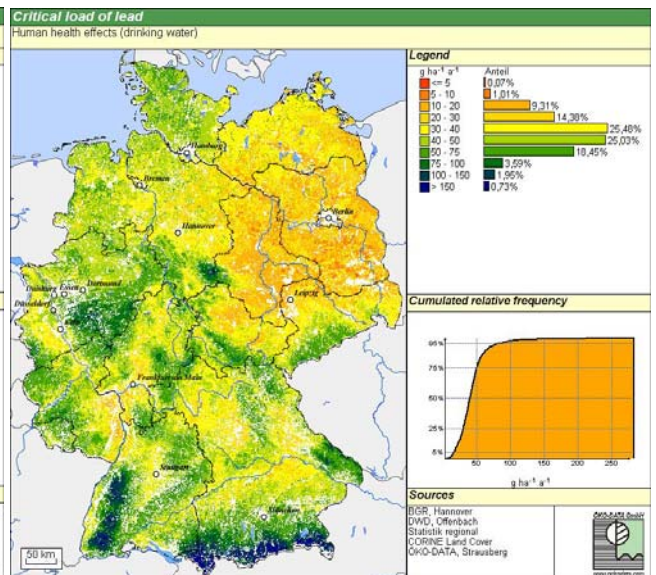 Critical load of lead
Human health effects (drinking water)
Hamburg
Bremen
Berlin
Hannover
Duisburg Essen Dortmund
Düsseldorf
Leipzig
Frankfurt am Main
Stuttgart
München
50 km
Legend
g ha⁻¹ a⁻¹ Anteil
<= 5 0,07%
5 - 10 1,01%
10 - 20 9,31%
20 - 30 14,38%
30 - 40 25,48%
40 - 50 25,03%
50 - 75 18,45%
75 - 100 3,59%
100 - 150 1,95%
> 150 0,73%
Cumulated relative frequency
95%
75%
50%
25%
5%
50 100 150 200 250
g ha⁻¹ a⁻¹
Sources
BGR, Hannover
DWD, Offenbach
Statistik regional
CORINE Land Cover
ÖKO-DATA, Strausberg
ÖKO-DATA GmbH